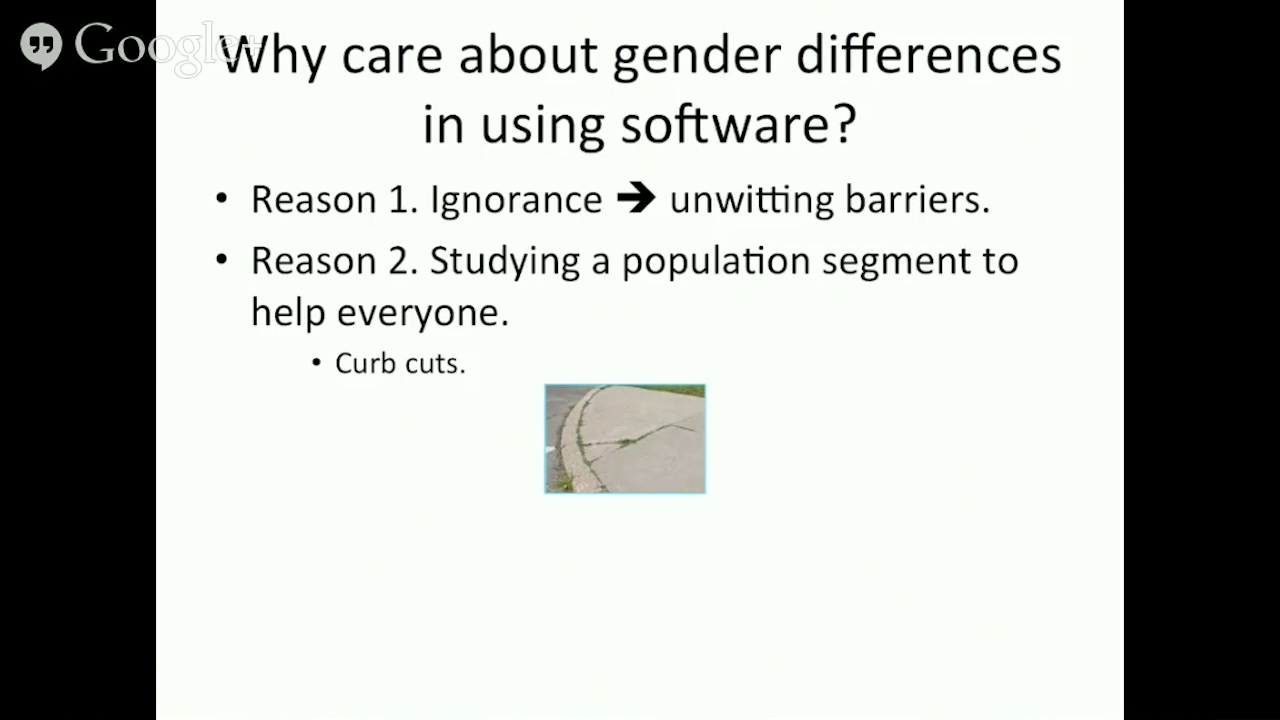 Google+
Why care about gender differences
in using software?
• Reason 1. Ignorance ➔ unwitting barriers.
• Reason 2. Studying a population segment to
help everyone.
• Curb cuts.